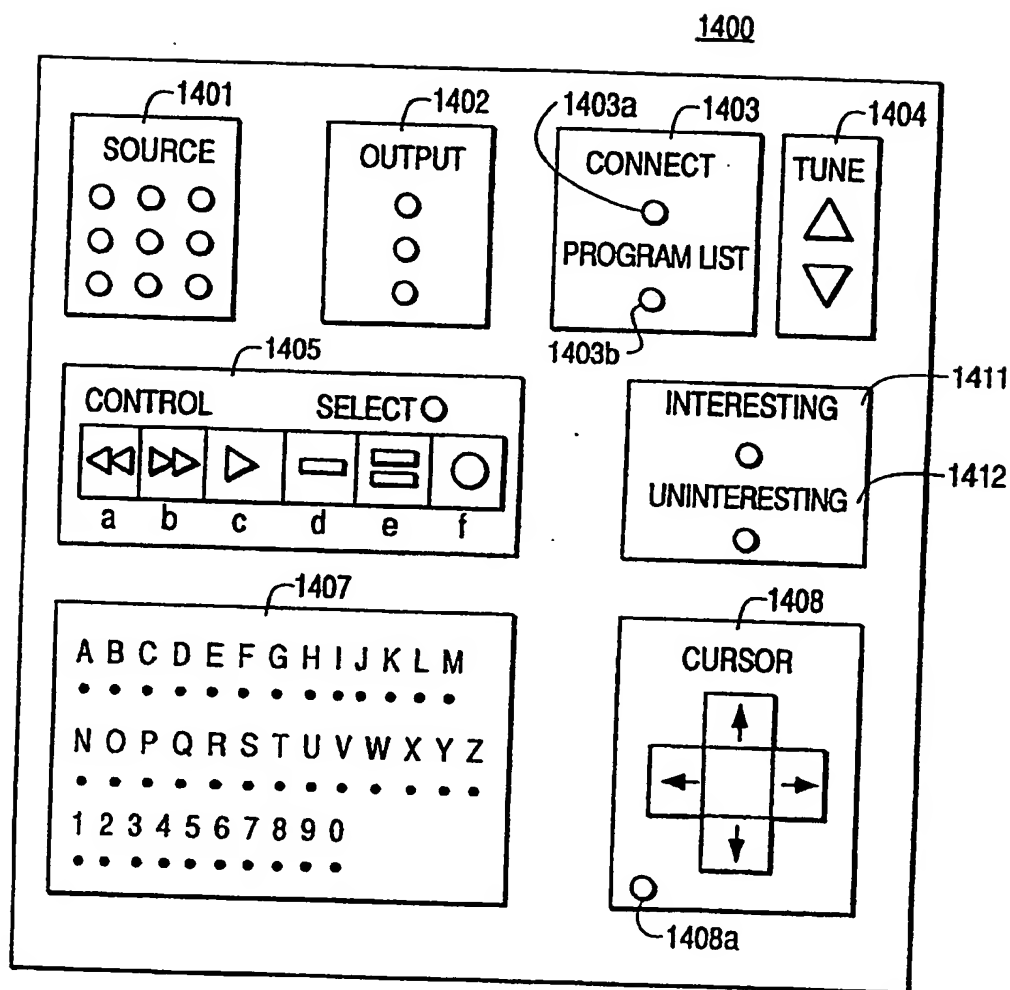 1400
1401
1402
1403a
1403
1404
SOURCE
OUTPUT
CONNECT
TUNE
PROGRAM LIST
1403b
1405
CONTROL
SELECT
a b c d e f
1411
INTERESTING
1412
UNINTERESTING
1407
A B C D E F G H I J K L M
N O P Q R S T U V W X Y Z
1 2 3 4 5 6 7 8 9 0
1408
CURSOR
1408a